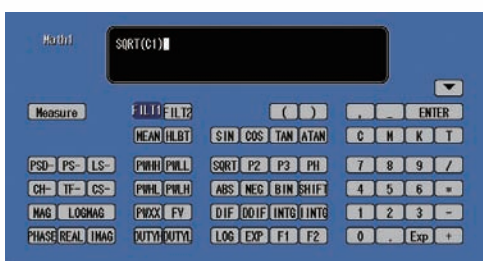 Math1
SQRT(C1)
Measure FILT1 FILT2 ( ) , _ ENTER
MEAN HLBT SIN COS TAN ATAN C M K T
PSD- PS- LS- PWHH PWLL SQRT P2 P3 PH 7 8 9 /
CH- TF- CS- PWHL PWLH ABS NEG BIN SHIFT 4 5 6 *
MAG LOGMAG PWXX FV DIF DDIF INTG IINTG 1 2 3 -
PHASE REAL IMAG DUTYH DUTYL LOG EXP F1 F2 0 . Exp +